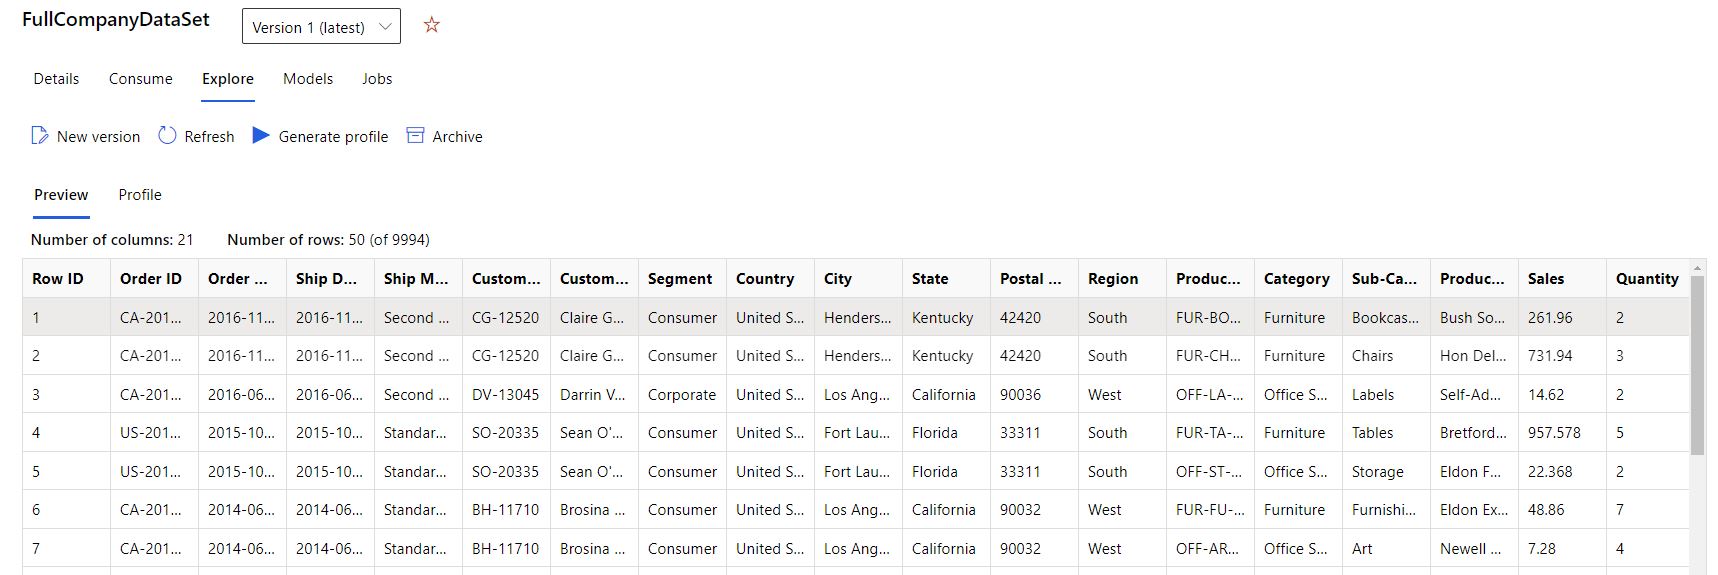 FullCompanyDataSet Version 1 (latest)
Details Consume Explore Models Jobs
New version Refresh Generate profile Archive
Preview Profile
Number of columns: 21 Number of rows: 50 (of 9994)
Row ID Order ID Order ... Ship D... Ship M... Custom... Custom... Segment Country City State Postal ... Region Produc... Category Sub-Ca... Produc... Sales Quantity
1 CA-201... 2016-11... 2016-11... Second ... CG-12520 Claire G... Consumer United S... Henders... Kentucky 42420 South FUR-BO... Furniture Bookcas... Bush So... 261.96 2
2 CA-201... 2016-11... 2016-11... Second ... CG-12520 Claire G... Consumer United S... Henders... Kentucky 42420 South FUR-CH... Furniture Chairs Hon Del... 731.94 3
3 CA-201... 2016-06... 2016-06... Second ... DV-13045 Darrin V... Corporate United S... Los Ang... California 90036 West OFF-LA-... Office S... Labels Self-Ad... 14.62 2
4 US-201... 2015-10... 2015-10... Standar... SO-20335 Sean O'... Consumer United S... Fort Lau... Florida 33311 South FUR-TA-... Furniture Tables Bretford... 957.578 5
5 US-201... 2015-10... 2015-10... Standar... SO-20335 Sean O'... Consumer United S... Fort Lau... Florida 33311 South OFF-ST-... Office S... Storage Eldon F... 22.368 2
6 CA-201... 2014-06... 2014-06... Standar... BH-11710 Brosina ... Consumer United S... Los Ang... California 90032 West FUR-FU-... Furniture Furnishi... Eldon Ex... 48.86 7
7 CA-201... 2014-06... 2014-06... Standar... BH-11710 Brosina ... Consumer United S... Los Ang... California 90032 West OFF-AR... Office S... Art Newell ... 7.28 4